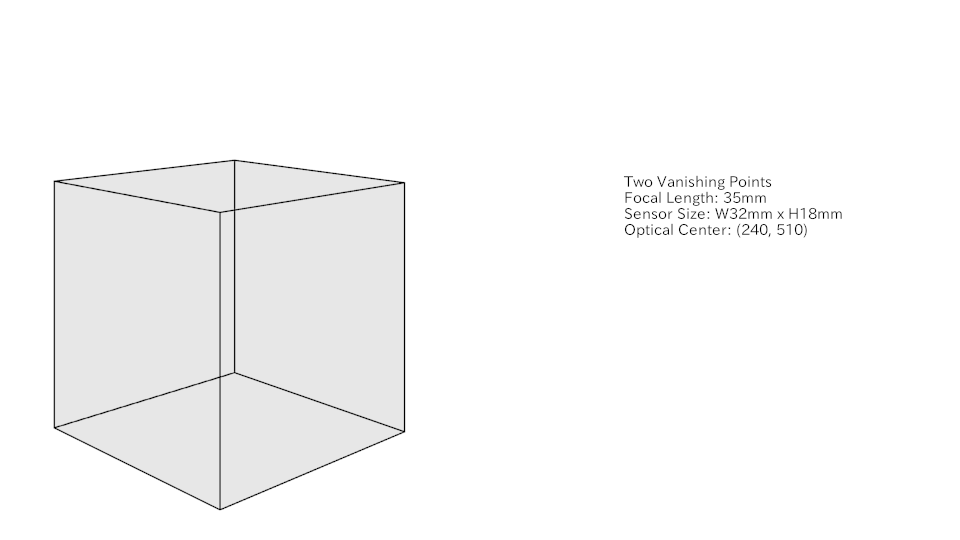 Two Vanishing Points
Focal Length: 35mm
Sensor Size: W32mm x H18mm
Optical Center: (240, 510)